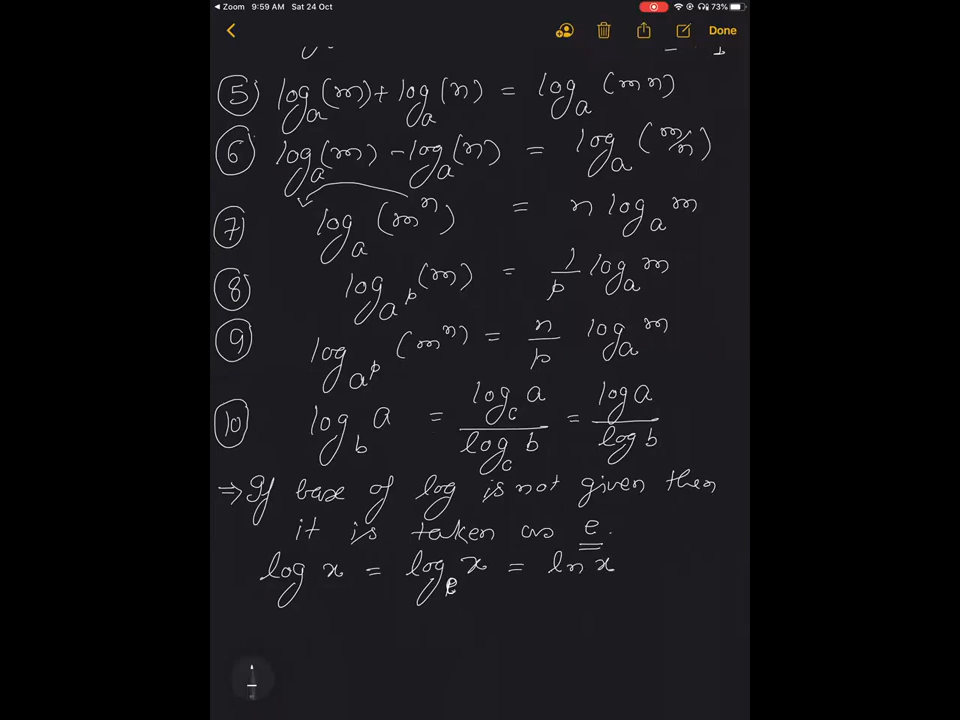 Zoom 9:59 AM Sat 24 Oct 73%
Done
5 log_a(m) + log_a(n) = log_a(mn)
6 log_a(m) - log_a(n) = log_a(m/n)
7 log_a(m^n) = n log_a m
8 log_a^p(m) = 1/p log_a m
9 log_a^p(m^n) = n/p log_a m
10 log_b a = log_c a / log_c b = log a / log b
⇒ If base of log is not given then
it is taken as e.
log x = log_e x = ln x